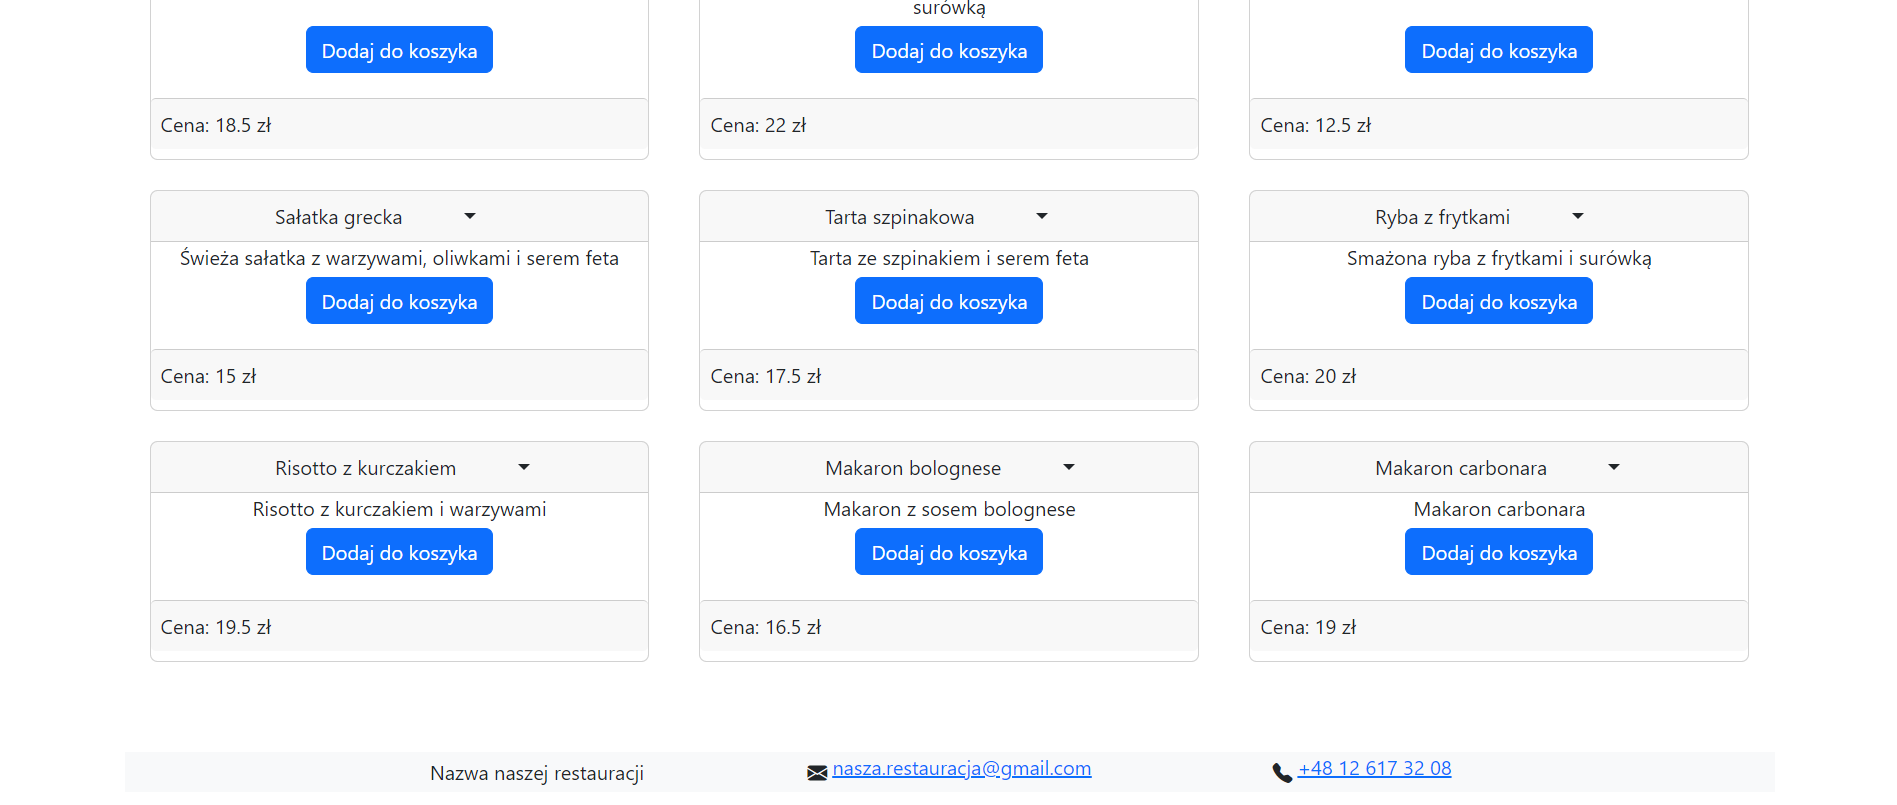 surówką
Dodaj do koszyka Dodaj do koszyka Dodaj do koszyka
Cena: 18.5 zł Cena: 22 zł Cena: 12.5 zł
Sałatka grecka Tarta szpinakowa Ryba z frytkami
Świeża sałatka z warzywami, oliwkami i serem feta Tarta ze szpinakiem i serem feta Smażona ryba z frytkami i surówką
Dodaj do koszyka Dodaj do koszyka Dodaj do koszyka
Cena: 15 zł Cena: 17.5 zł Cena: 20 zł
Risotto z kurczakiem Makaron bolognese Makaron carbonara
Risotto z kurczakiem i warzywami Makaron z sosem bolognese Makaron carbonara
Dodaj do koszyka Dodaj do koszyka Dodaj do koszyka
Cena: 19.5 zł Cena: 16.5 zł Cena: 19 zł
Nazwa naszej restauracji nasza.restauracja@gmail.com +48 12 617 32 08